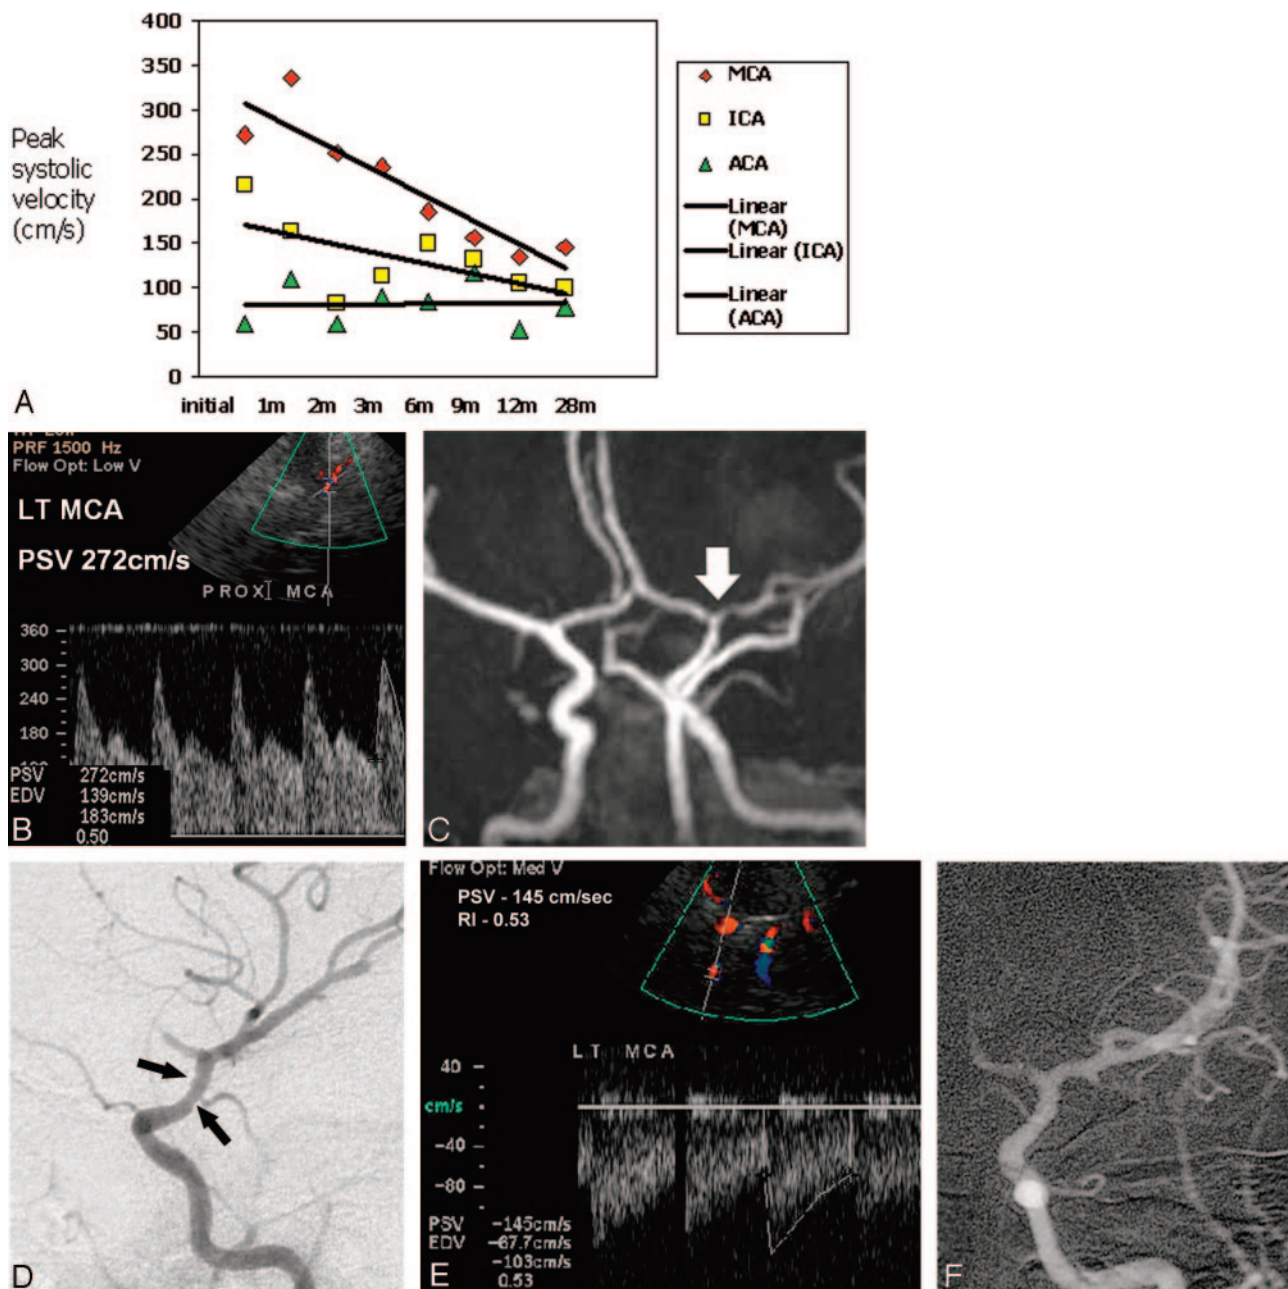 400
350
300
250
200
150
100
50
0
Peak
systolic
velocity
(cm/s)
initial 1m 2m 3m 6m 9m 12m 28m
MCA
ICA
ACA
Linear
(MCA)
Linear (ICA)
Linear
(ACA)
A
PRF 1500 Hz
Flow Opt: Low V
LT MCA
PSV 272cm/s
PROX MCA
360
300
240
180
PSV 272cm/s
EDV 139cm/s
183cm/s
0.50
B
C
D
Flow Opt: Med V
PSV - 145 cm/sec
RI - 0.53
LT MCA
40
cm/s
-40
-80
PSV -145cm/s
EDV -67.7cm/s
-103cm/s
0.53
E
F